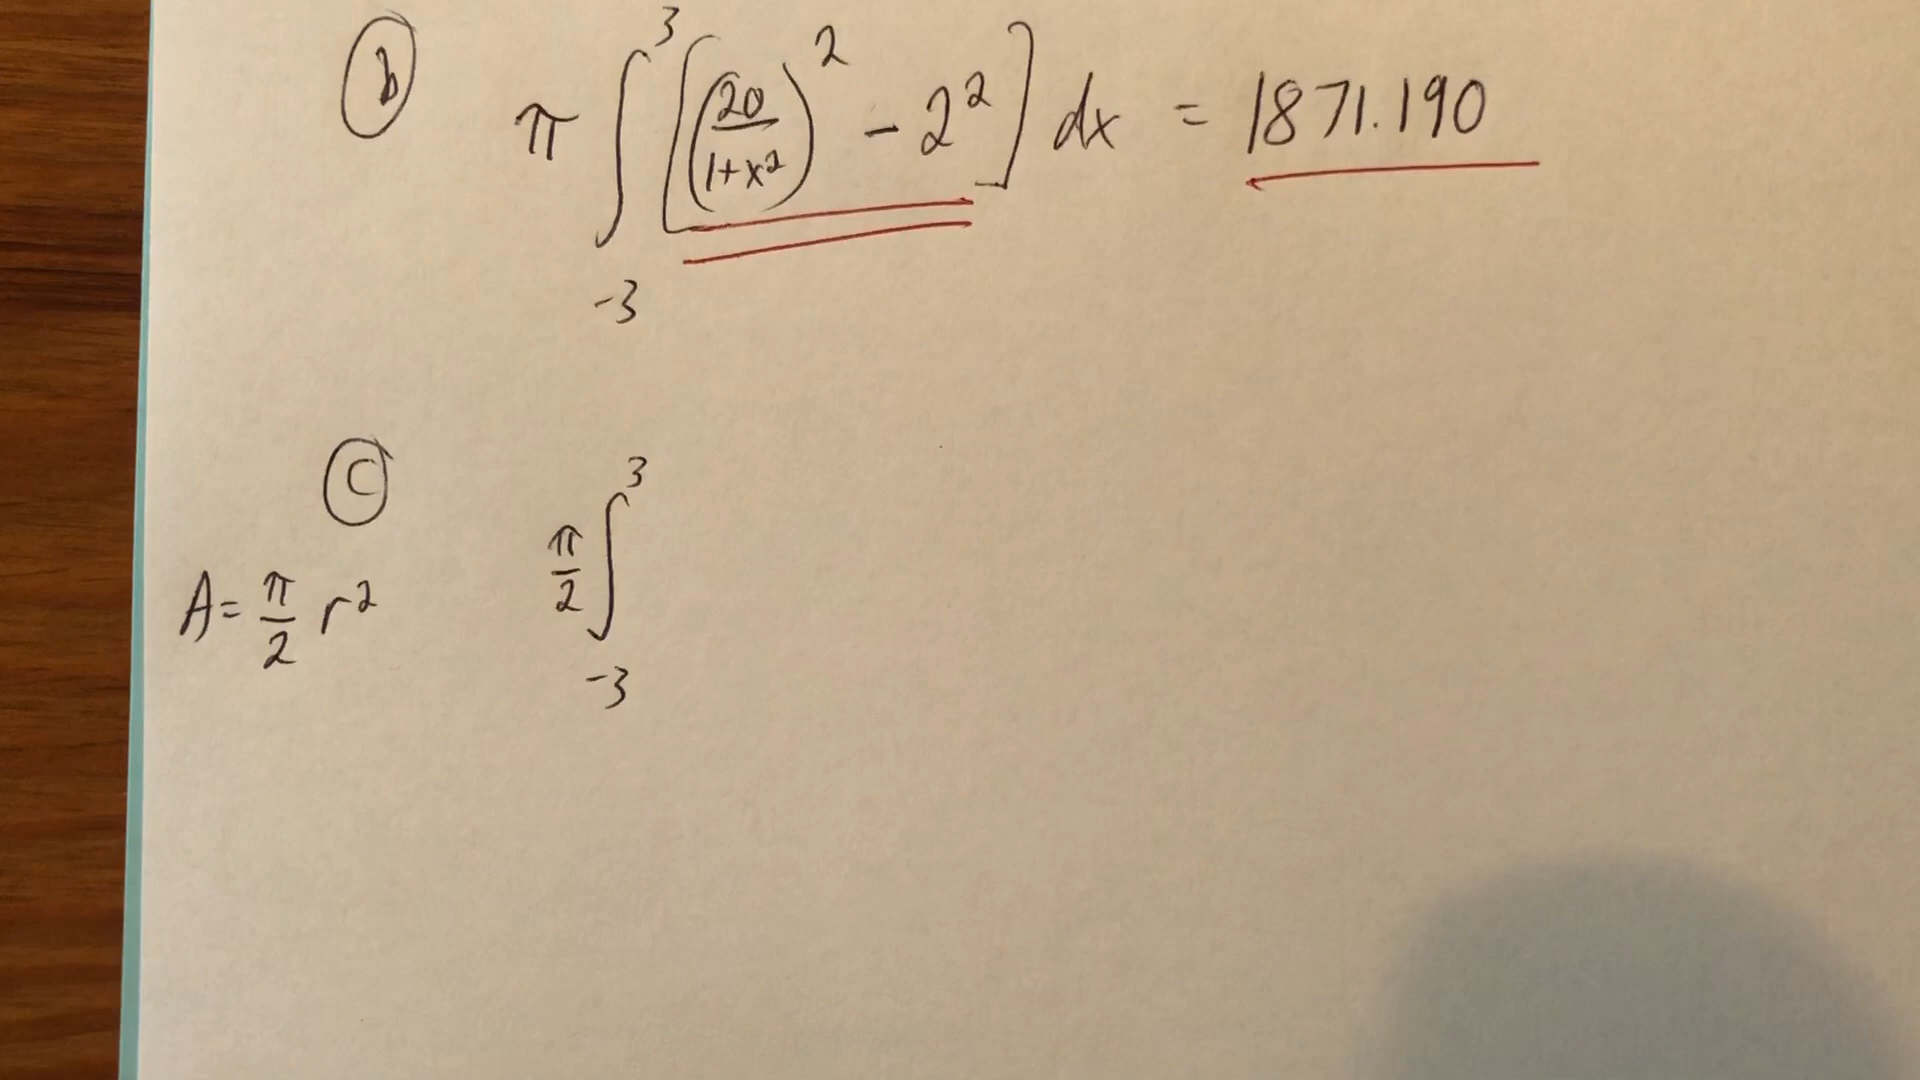 ⓑ π ∫_{-3}^{3} [(20/(1+x²))² - 2²] dx = 1871.190
ⓒ π/2 ∫_{-3}^{3}
A = π/2 r²